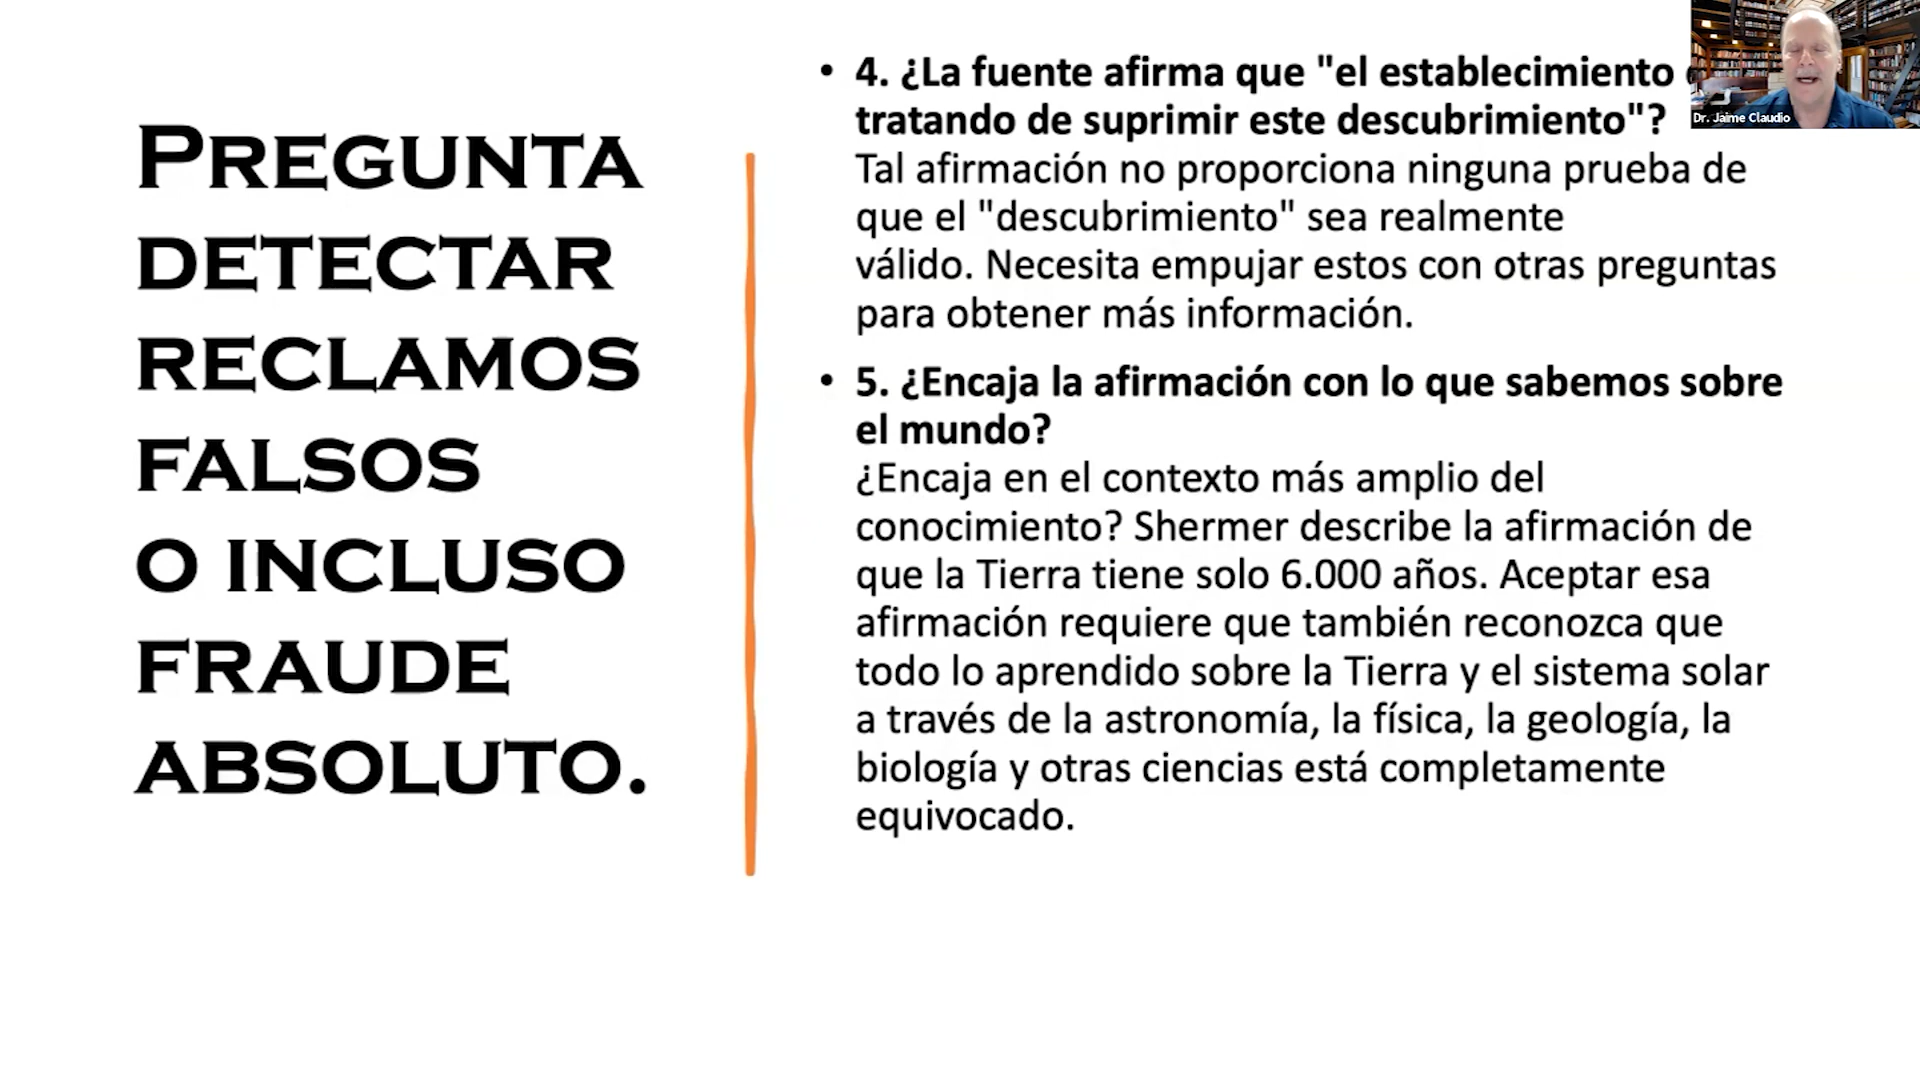 PREGUNTA
DETECTAR
RECLAMOS
FALSOS
O INCLUSO
FRAUDE
ABSOLUTO.
• 4. ¿La fuente afirma que "el establecimiento
tratando de suprimir este descubrimiento"?
Tal afirmación no proporciona ninguna prueba de
que el "descubrimiento" sea realmente
válido. Necesita empujar estos con otras preguntas
para obtener más información.
• 5. ¿Encaja la afirmación con lo que sabemos sobre
el mundo?
¿Encaja en el contexto más amplio del
conocimiento? Shermer describe la afirmación de
que la Tierra tiene solo 6.000 años. Aceptar esa
afirmación requiere que también reconozca que
todo lo aprendido sobre la Tierra y el sistema solar
a través de la astronomía, la física, la geología, la
biología y otras ciencias está completamente
equivocado.
Dr. Jaime Claudio